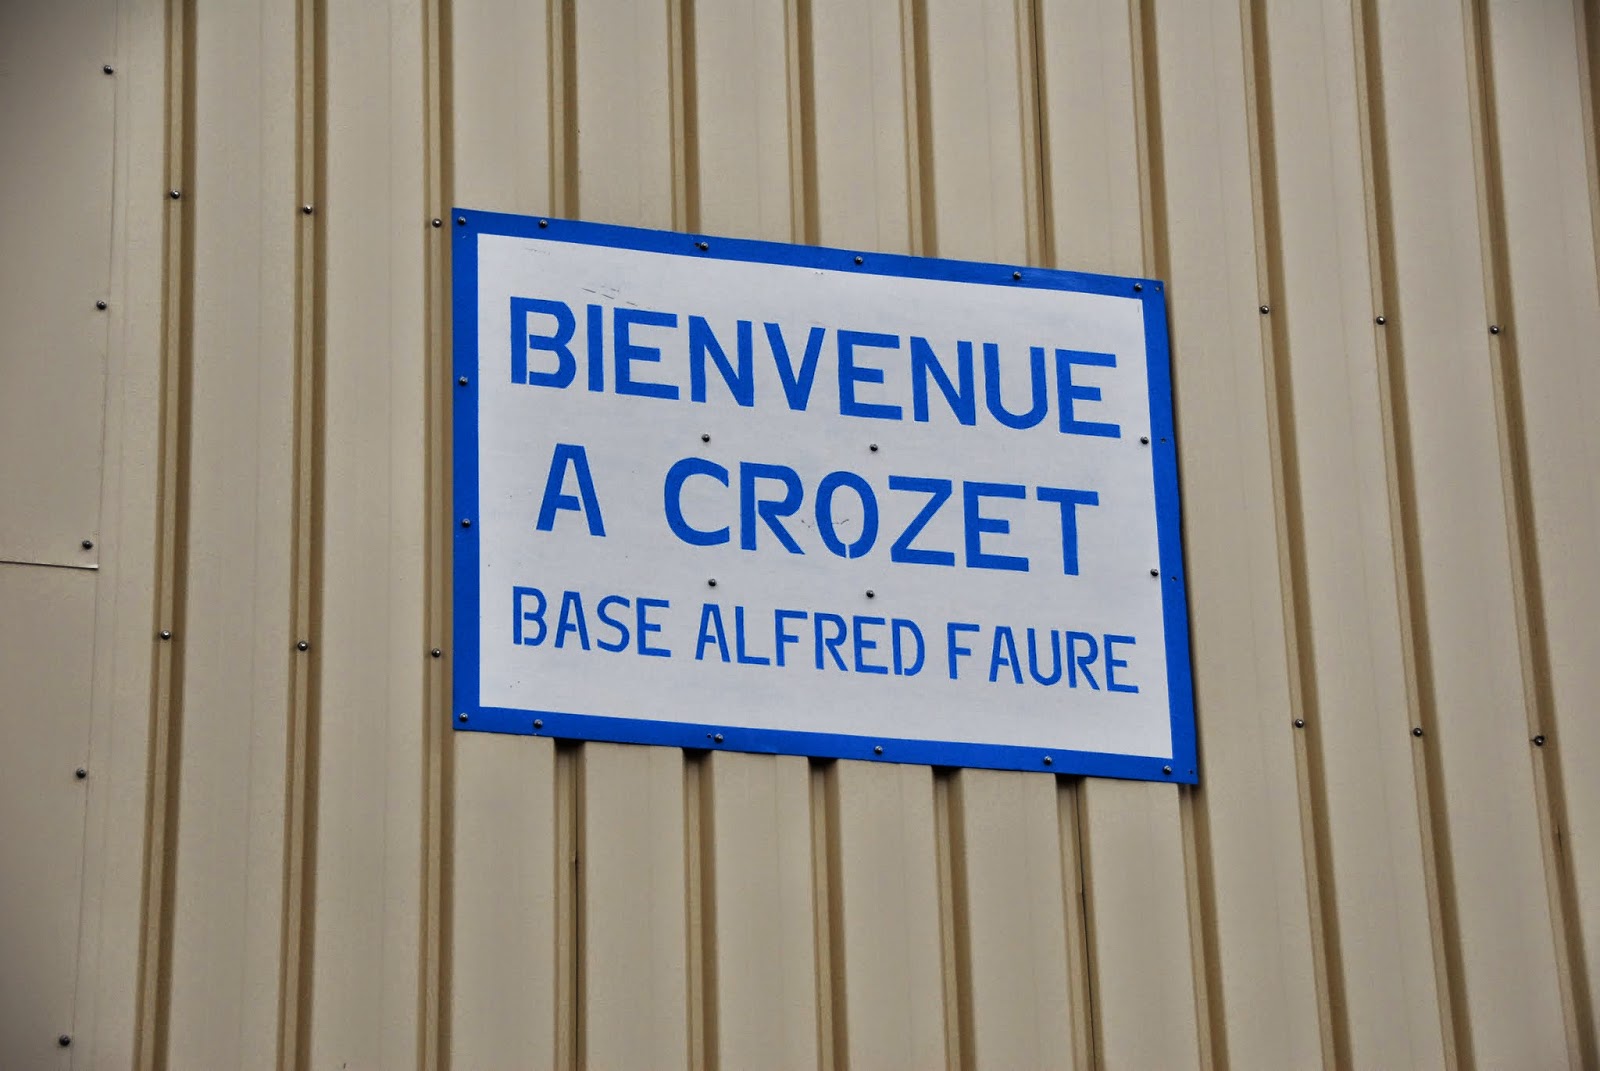 BIENVENUE
A CROZET
BASE ALFRED FAURE